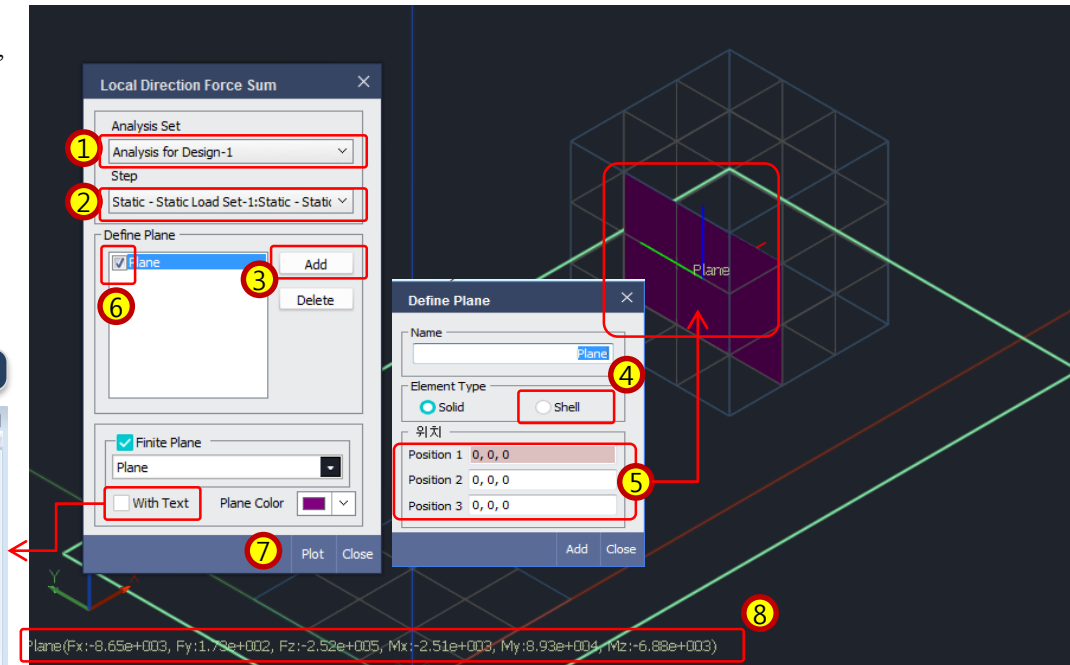 ,
Local Direction Force Sum
Analysis Set
1
Analysis for Design-1
Step
2
Static - Static Load Set-1:Static - Static
Define Plane
Plane
3
Add
6
Delete
Finite Plane
Plane
With Text
Plane Color
7
Plot
Close
Define Plane
Name
Plane
4
Element Type
Solid
Shell
위치
Position 1 0, 0, 0
Position 2 0, 0, 0
5
Position 3 0, 0, 0
Add
Close
Plane
Y
X
8
Plane(Fx:-8.65e+003, Fy:1.73e+002, Fz:-2.52e+005, Mx:-2.51e+003, My:8.93e+004, Mz:-6.88e+003)